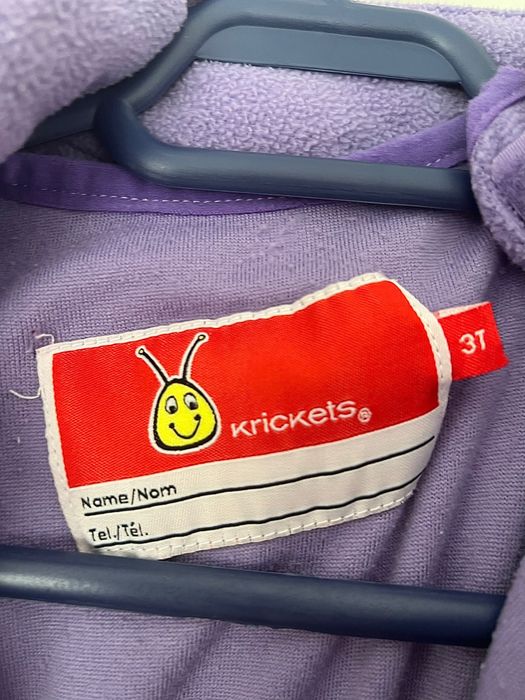 Krickets®
3T
Name/Nom
Tel./Tél.